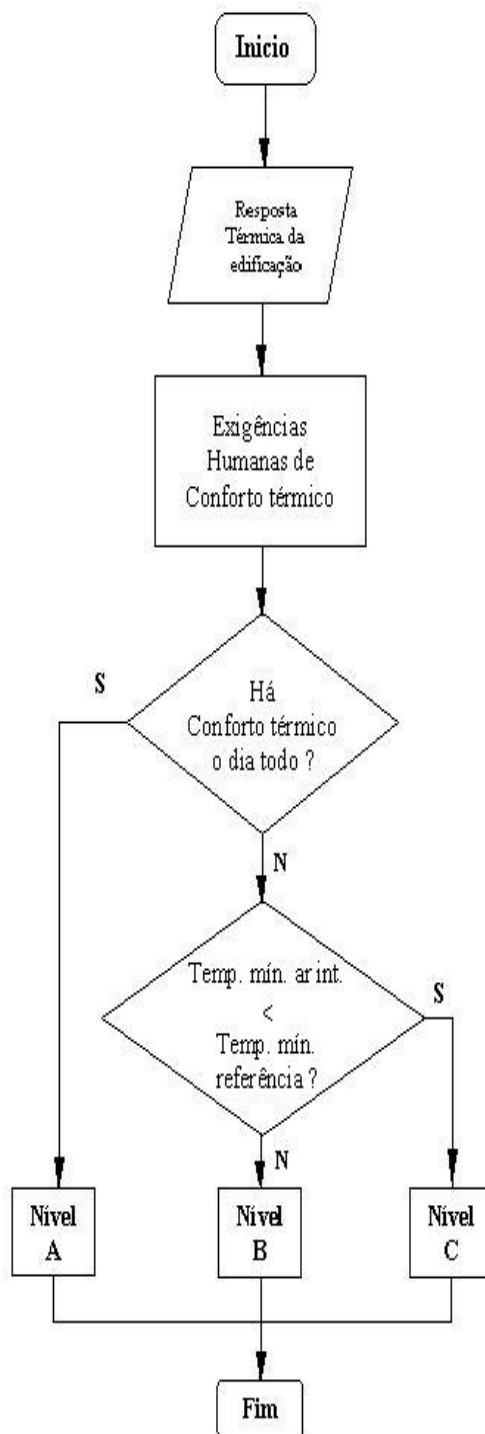 Inicio
Resposta
Térmica da
edificação
Exigências
Humanas de
Conforto térmico
S
Há
Conforto térmico
o dia todo ?
N
Temp. mín. ar int.
<
Temp. mín.
referência ?
S
N
Nível
A
Nível
B
Nível
C
Fim